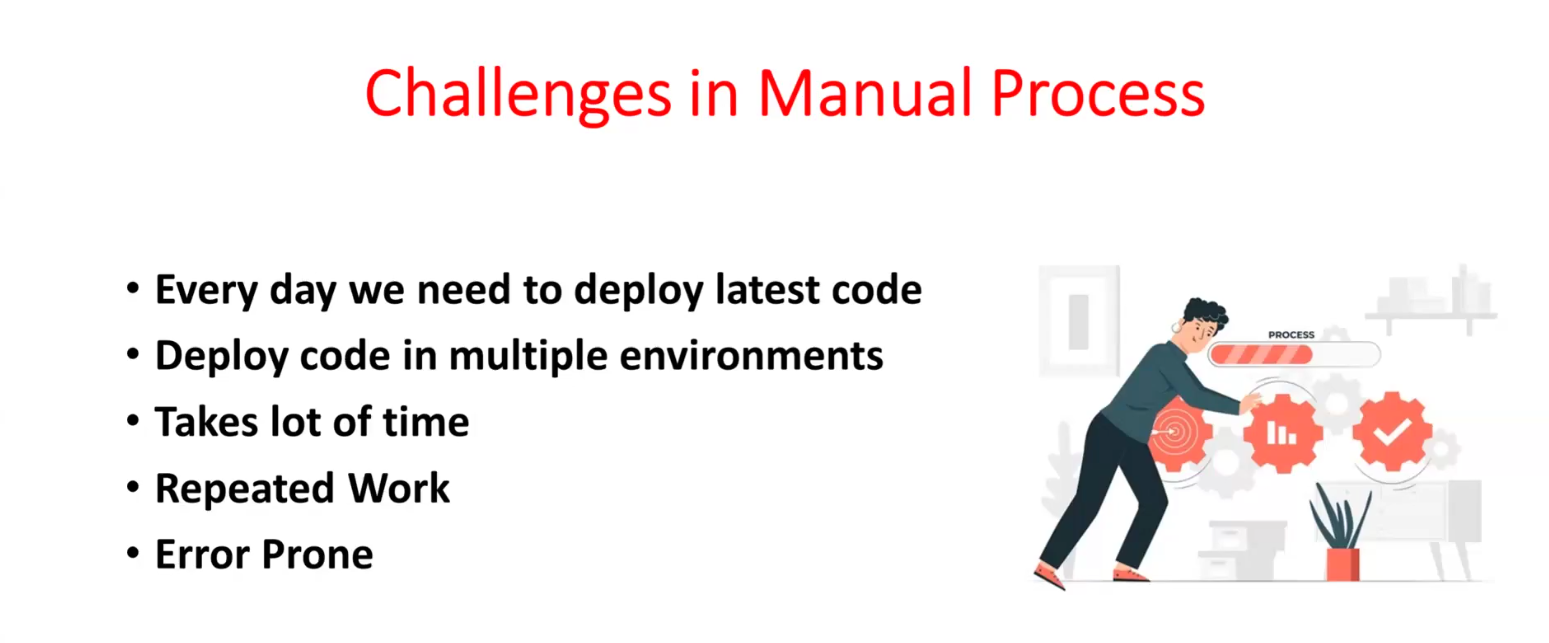 Challenges in Manual Process
• Every day we need to deploy latest code
• Deploy code in multiple environments
• Takes lot of time
• Repeated Work
• Error Prone
PROCESS